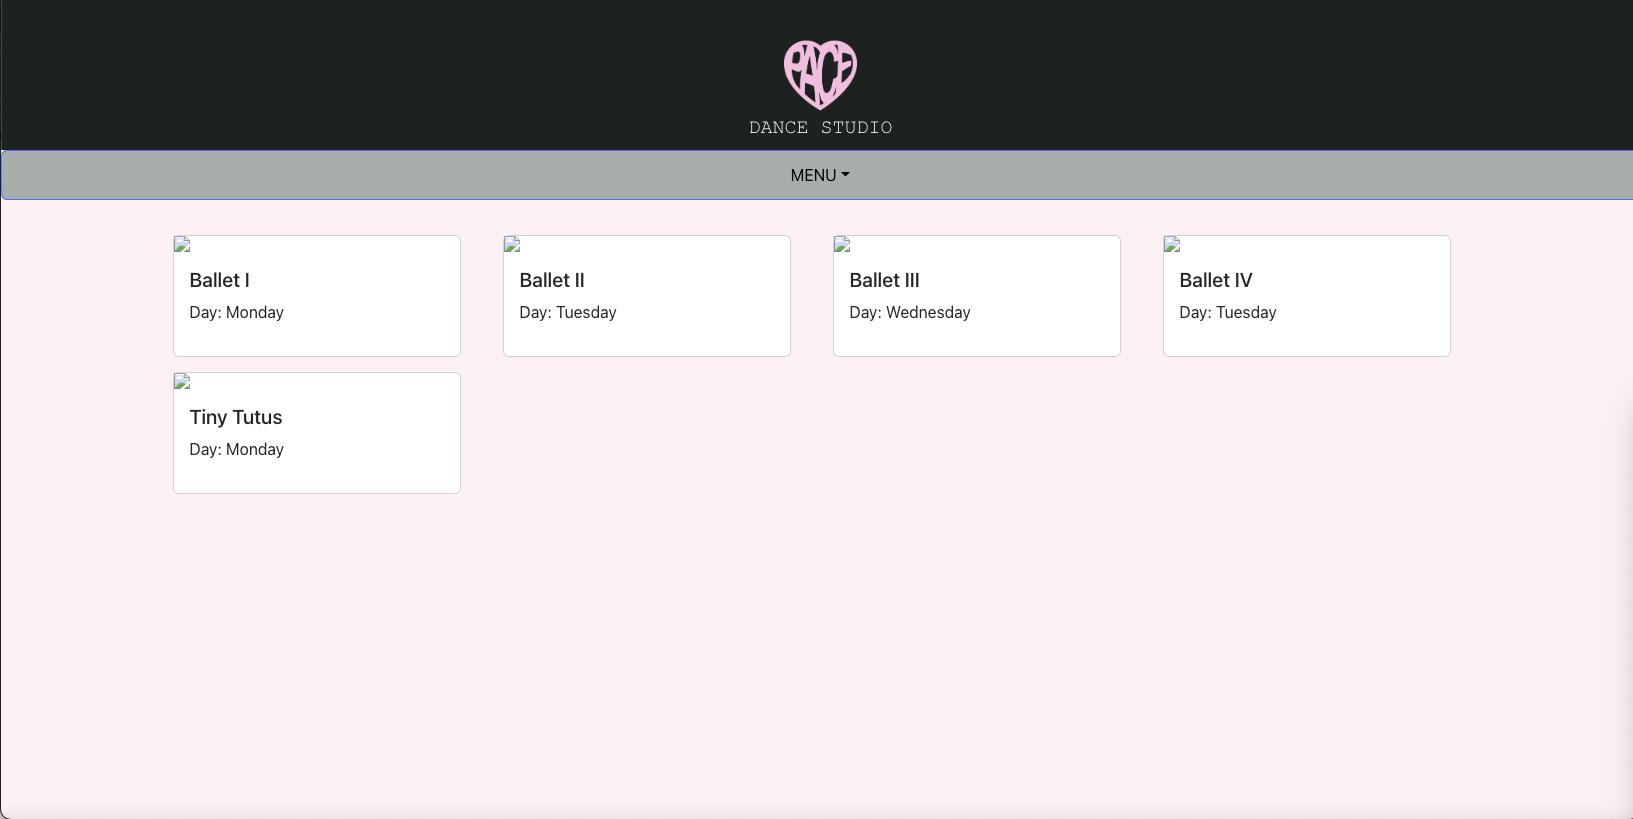 PACE
DANCE STUDIO
MENU
Ballet I
Day: Monday
Ballet II
Day: Tuesday
Ballet III
Day: Wednesday
Ballet IV
Day: Tuesday
Tiny Tutus
Day: Monday